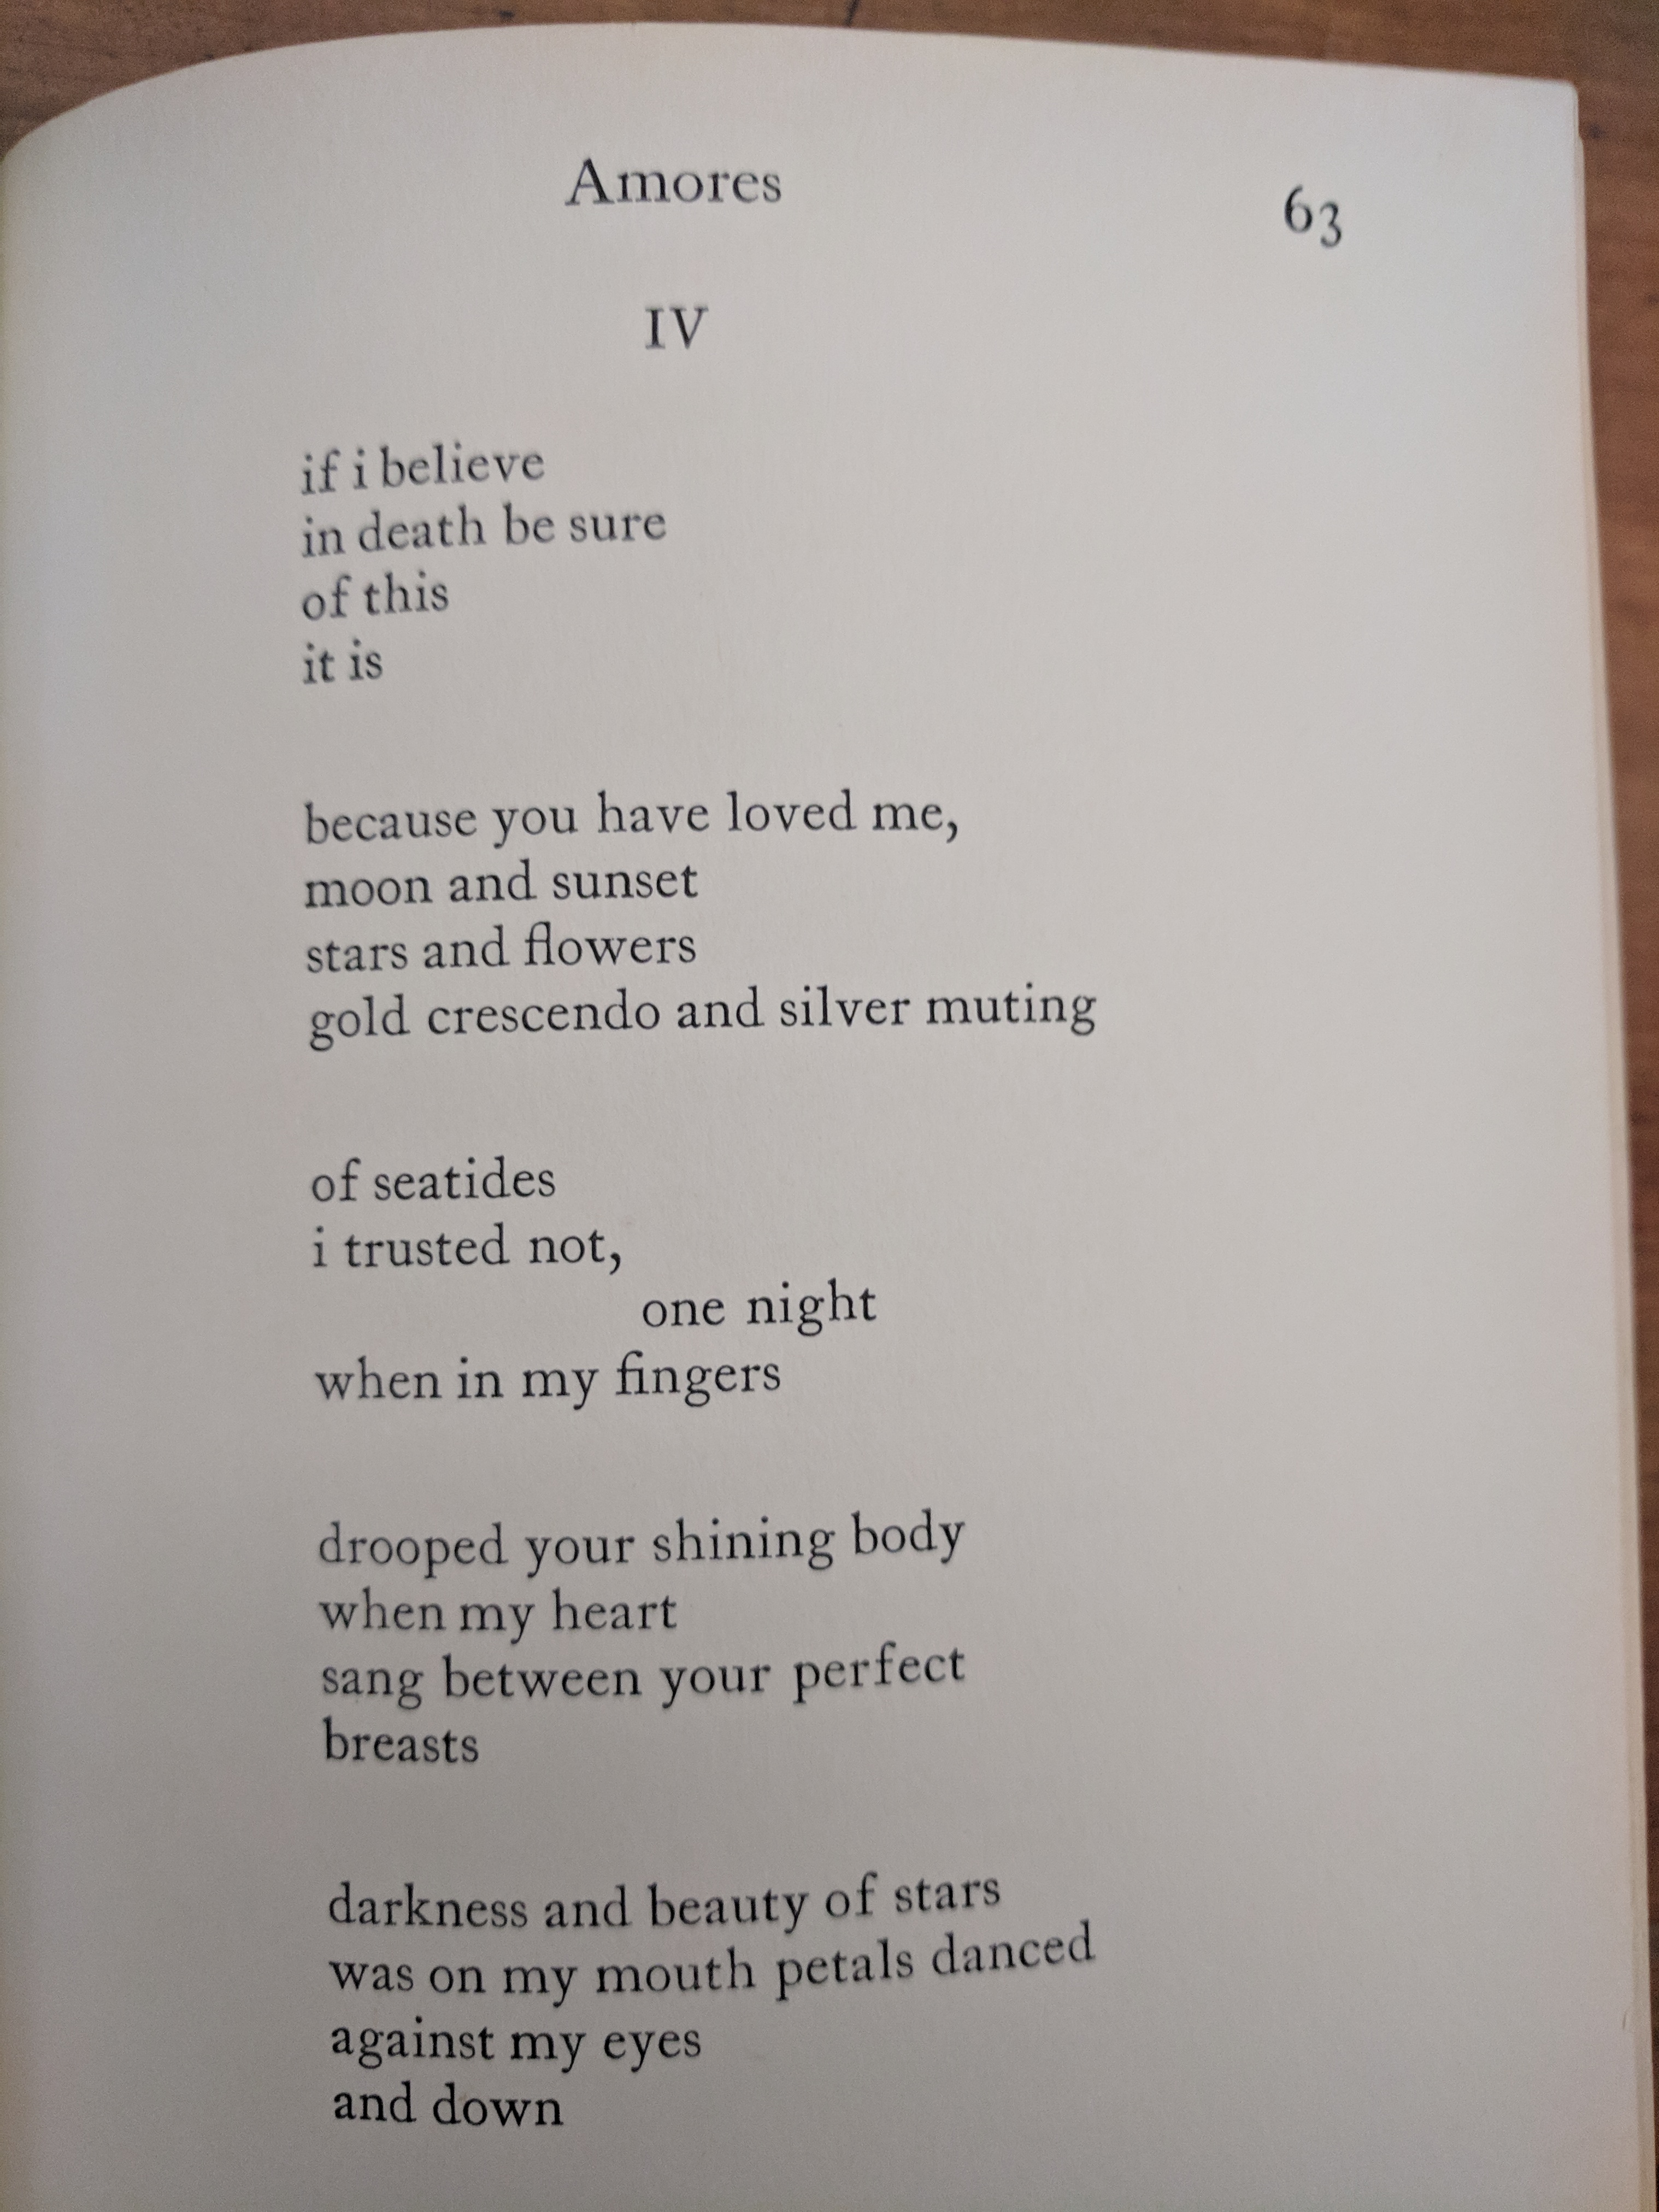 Amores
63
IV
if i believe
in death be sure
of this
it is
because you have loved me,
moon and sunset
stars and flowers
gold crescendo and silver muting
of seatides
i trusted not,
one night
when in my fingers
drooped your shining body
when my heart
sang between your perfect
breasts
darkness and beauty of stars
was on my mouth petals danced
against my eyes
and down